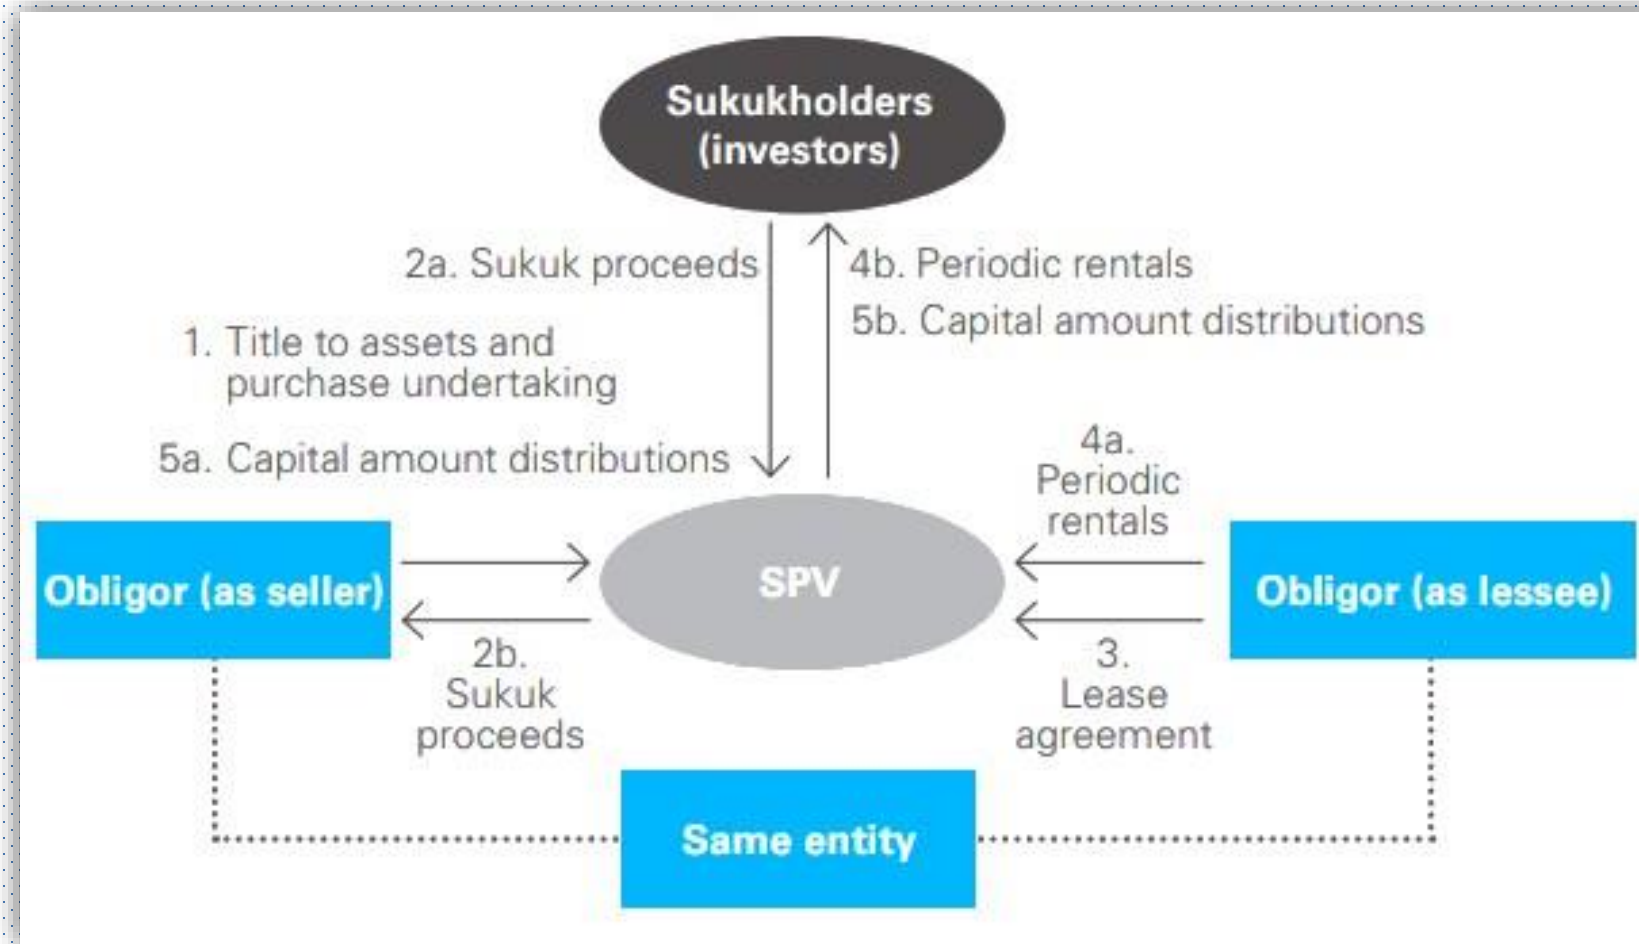 Sukukholders
(investors)
2a. Sukuk proceeds
4b. Periodic rentals
5b. Capital amount distributions
1. Title to assets and
purchase undertaking
5a. Capital amount distributions
4a.
Periodic
rentals
Obligor (as seller)
SPV
Obligor (as lessee)
2b.
Sukuk
proceeds
3.
Lease
agreement
Same entity